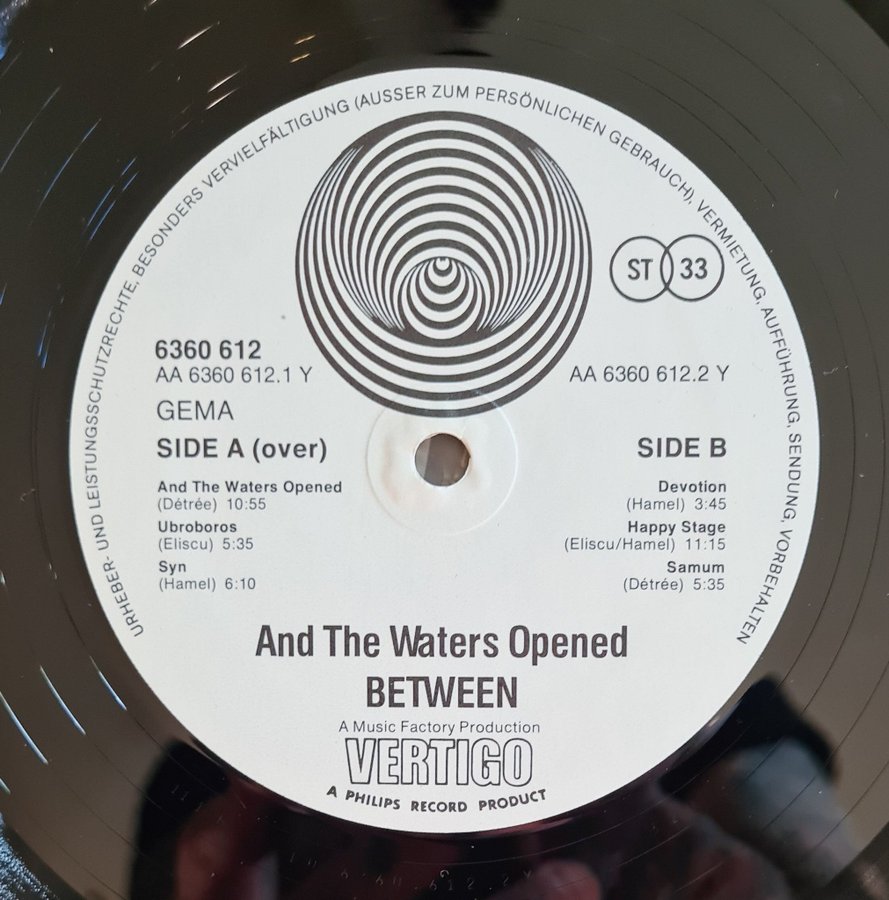 URHEBER- UND LEISTUNGSSCHUTZRECHTE, BESONDERS VERVIELFÄLTIGUNG (AUSSER ZUM PERSÖNLICHEN GEBRAUCH), VERMIETUNG, AUFFÜHRUNG, SENDUNG, VORBEHALTEN
ST 33
6360 612
AA 6360 612.1 Y
AA 6360 612.2 Y
GEMA
SIDE A (over)
SIDE B
And The Waters Opened
(Détrée) 10:55
Ubroboros
(Eliscu) 5:35
Syn
(Hamel) 6:10
Devotion
(Hamel) 3:45
Happy Stage
(Eliscu/Hamel) 11:15
Samum
(Détrée) 5:35
And The Waters Opened
BETWEEN
A Music Factory Production
VERTIGO
A PHILIPS RECORD PRODUCT